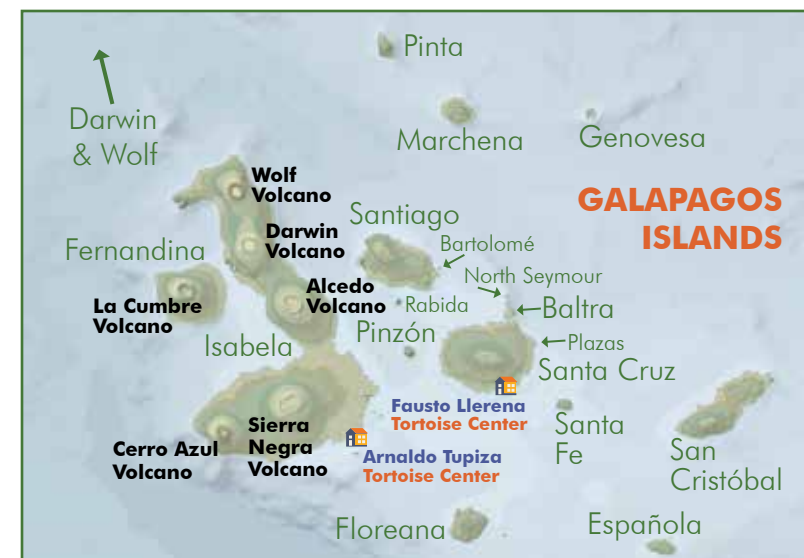 Pinta
Darwin
& Wolf
Marchena
Genovesa
Wolf
Volcano
GALAPAGOS
ISLANDS
Santiago
Darwin
Volcano
Bartolomé
Fernandina
North Seymour
Alcedo
Volcano
La Cumbre
Volcano
Rabida
Baltra
Pinzón
Isabela
Plazas
Santa Cruz
Fausto Llerena
Tortoise Center
Sierra
Negra
Volcano
Santa
Fe
Cerro Azul
Volcano
Arnaldo Tupiza
Tortoise Center
San
Cristóbal
Floreana
Española